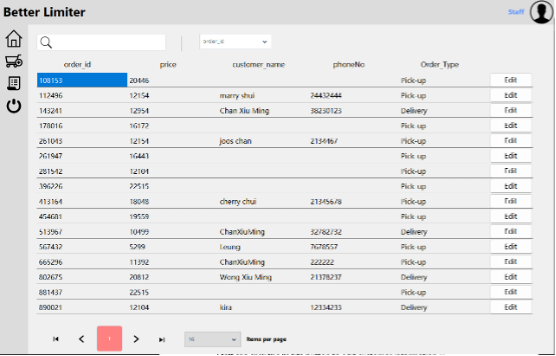 Better Limiter
Staff
order_id
order_id price customer_name phoneNo Order_Type
108153 20446 Pick-up Edit
112496 12154 marry shui 24432444 Pick-up Edit
143241 12954 Chan Xiu Ming 38230123 Delivery Edit
178016 16172 Pick-up Edit
261043 12154 joos chan 2134467 Pick-up Edit
261947 16443 Pick-up Edit
281542 12104 Pick-up Edit
396226 22515 Pick-up Edit
413164 18048 cherry chui 21345678 Pick-up Edit
454681 19559 Pick-up Edit
513967 10499 ChanXiuMing 32782732 Delivery Edit
567432 5299 Leung 7678557 Pick-up Edit
665296 11392 ChanXiuMing 222222 Pick-up Edit
802675 20812 Wong Xiu Ming 21378237 Delivery Edit
881437 22515 Pick-up Edit
890021 12104 kira 12334233 Delivery Edit
1 16 Items per page